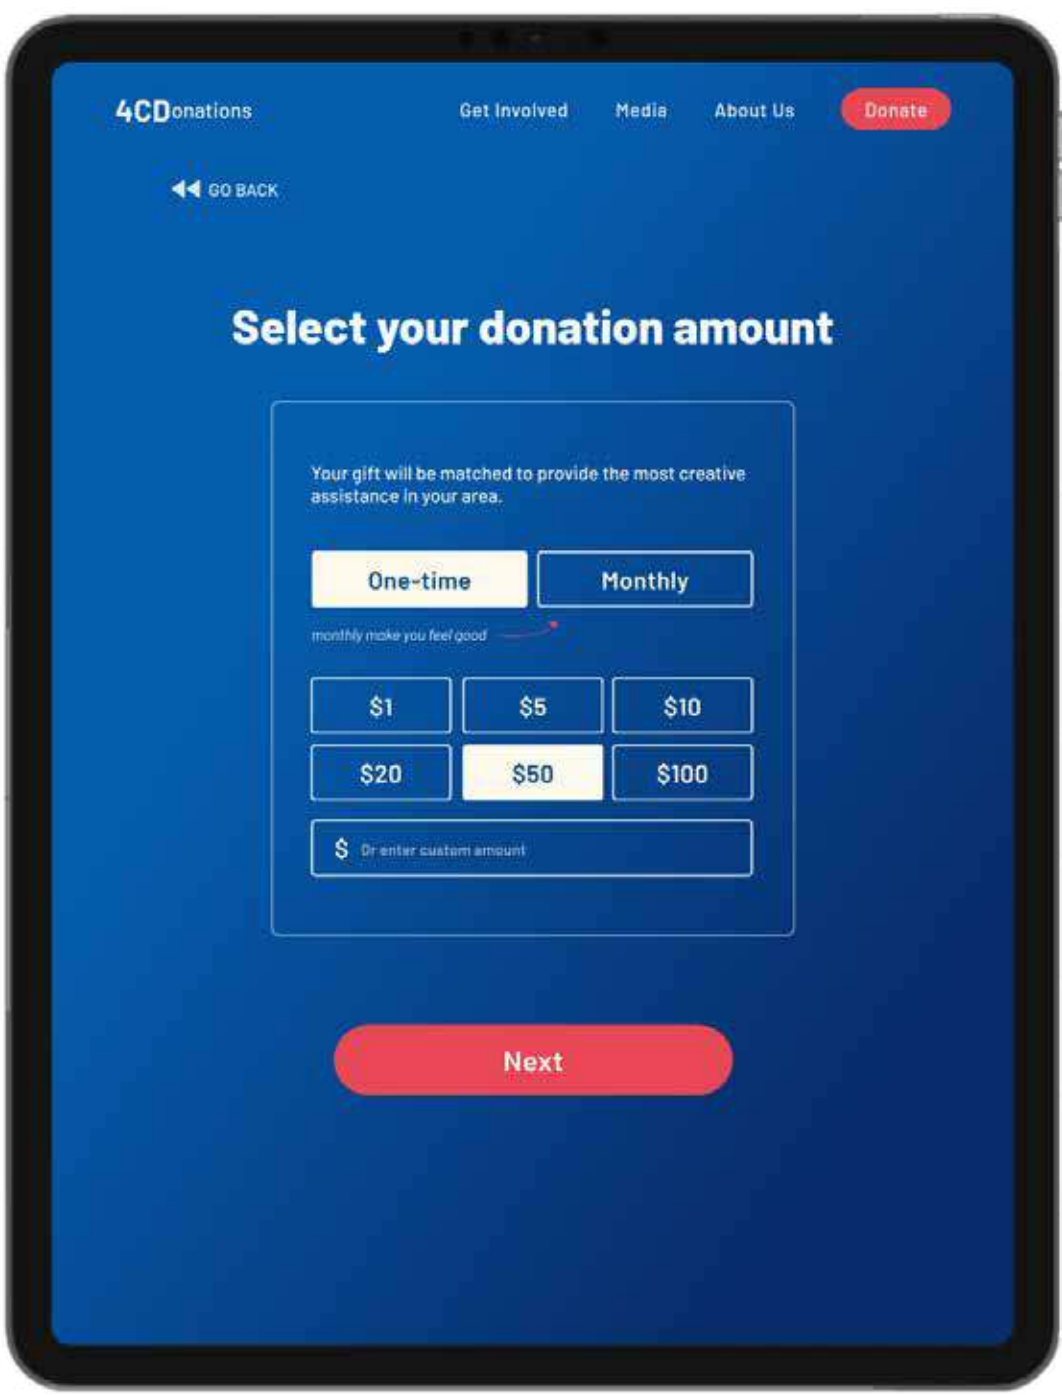 4CDonations
Get Involved
Media
About Us
Donate
GO BACK
Select your donation amount
Your gift will be matched to provide the most creative
assistance in your area.
One-time
Monthly
monthly make you feel good
$1
$5
$10
$20
$50
$100
$ Or enter custom amount
Next